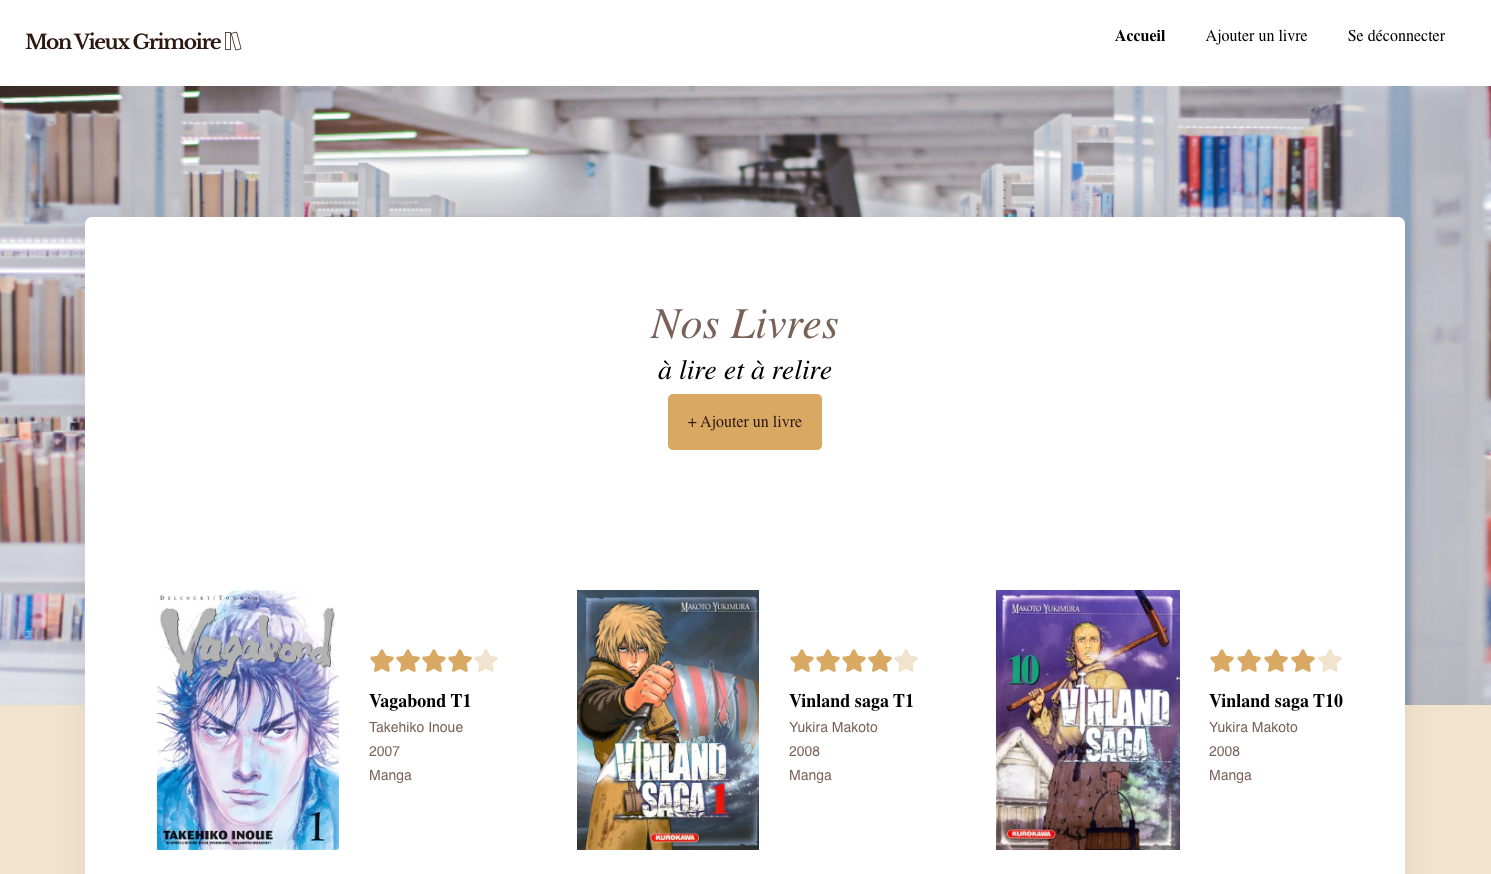 Mon Vieux Grimoire
Accueil
Ajouter un livre
Se déconnecter
Nos Livres
à lire et à relire
+ Ajouter un livre
Vagabond
TAKEHIKO INOUE
1
Vagabond T1
Takehiko Inoue
2007
Manga
MAKOTO YUKIMURA
VINLAND
SAGA 1
KUROKAWA
Vinland saga T1
Yukira Makoto
2008
Manga
MAKOTO YUKIMURA
10
VINLAND
SAGA
KUROKAWA
Vinland saga T10
Yukira Makoto
2008
Manga